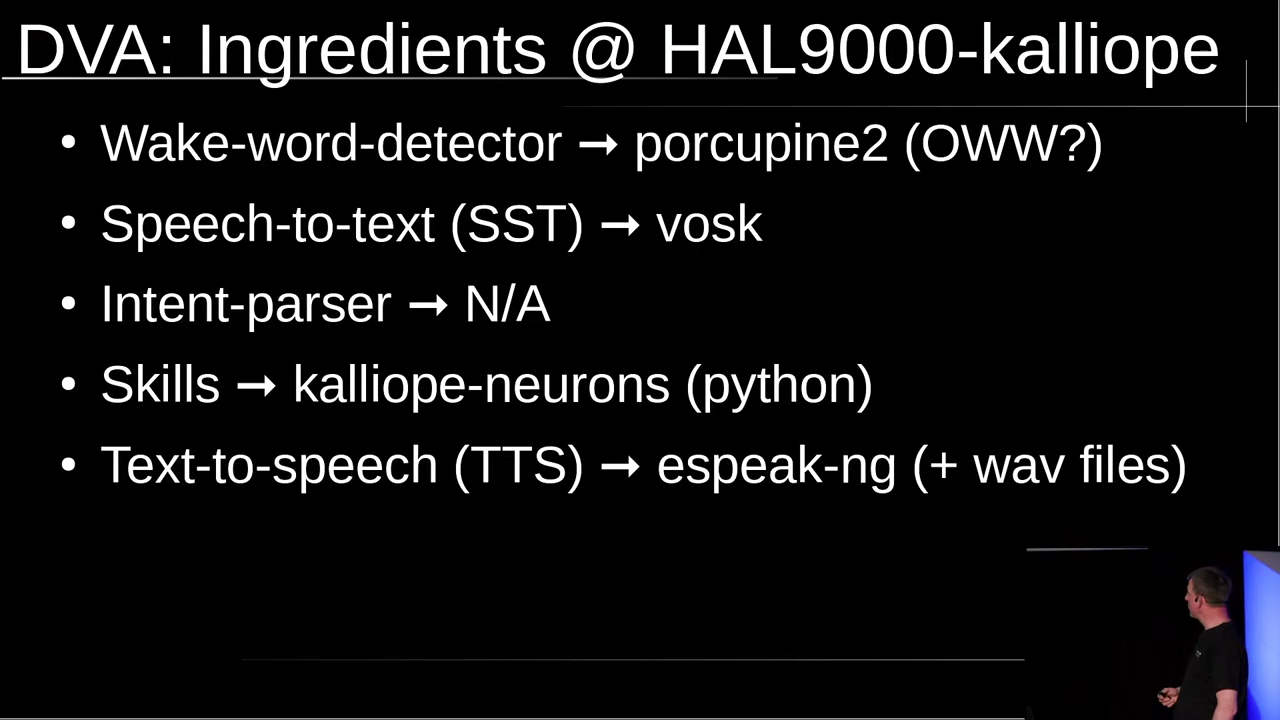 DVA: Ingredients @ HAL9000-kalliope
• Wake-word-detector ➞ porcupine2 (OWW?)
• Speech-to-text (SST) ➞ vosk
• Intent-parser ➞ N/A
• Skills ➞ kalliope-neurons (python)
• Text-to-speech (TTS) ➞ espeak-ng (+ wav files)